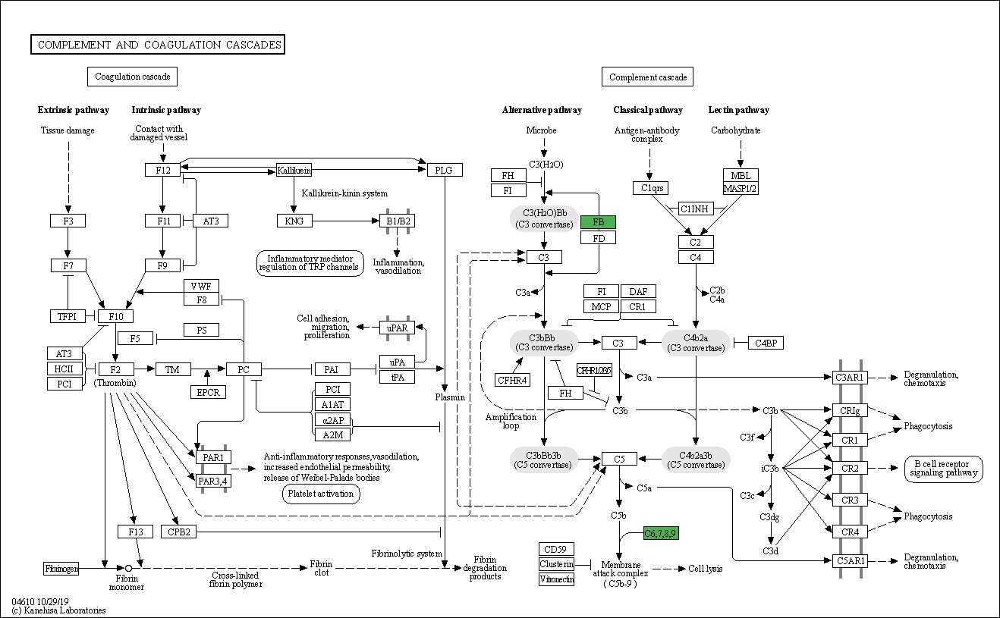 COMPLEMENT AND COAGULATION CASCADES
Coagulation cascade
Complement cascade
Extrinsic pathway
Intrinsic pathway
Alternative pathway
Classical pathway
Lectin pathway
Tissue damage
Contact with
damaged vessel
Microbe
Antigen-antibody
complex
Carbohydrate
F12
Kallikrein
PLG
C3(H2O)
FH
FI
C1qrs
MBL
MASP1/2
Kallikrein-kinin system
C1INH
F3
F11
AT3
KNG
B1/B2
C3(H2O)Bb
(C3 convertase)
FB
FD
C2
C4
F7
F9
Inflammatory mediator
regulation of TRP channels
Inflammation,
vasodilation
C3
VWF
F8
C3a
FI
DAF
MCP
CR1
C2b
C4a
TFPI
F10
F5
PS
Cell adhesion,
migration,
proliferation
uPAR
C3bBb
(C3 convertase)
C3
C4b2a
(C3 convertase)
C4BP
AT3
HCII
PCI
F2
(Thrombin)
TM
PC
PAI
uPA
tPA
CFHR4
C3a
C3AR1
Degranulation,
chemotaxis
EPCR
PCI
A1AT
α2AP
A2M
Plasmin
FH
Amplification
loop
C3b
C3b
CRIg
Phagocytosis
C3f
CR1
PAR1
PAR3,4
Anti-inflammatory responses,vasodilation,
increased endothelial permeability,
release of Weibel-Palade bodies
Platelet activation
C3bBb3b
(C5 convertase)
C5
C4b2a3b
(C5 convertase)
iC3b
CR2
B cell receptor
signaling pathway
C5a
C3c
CR3
C5b
C3dg
Phagocytosis
F13
CPB2
C6,7,8,9
C3d
CR4
Fibrinolytic system
CD59
Clusterin
Vitronectin
Membrane
attack complex
( C5b-9 )
Cell lysis
C5AR1
Degranulation,
chemotaxis
Fibrinogen
Fibrin
monomer
Cross-linked
fibrin polymer
Fibrin
clot
Fibrin
degradation
products
04610 10/29/19
(c) Kanehisa Laboratories